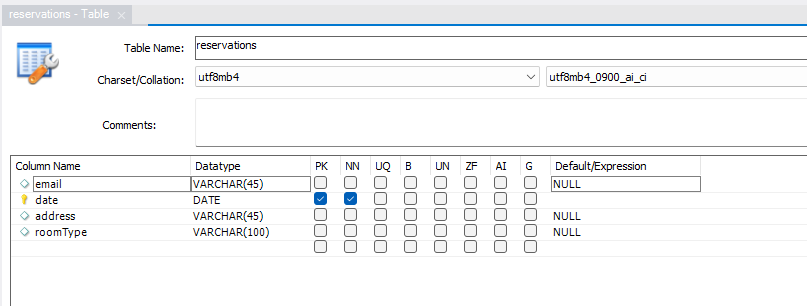 reservations - Table
Table Name: reservations
Charset/Collation: utf8mb4 utf8mb4_0900_ai_ci
Comments:
Column Name Datatype PK NN UQ B UN ZF AI G Default/Expression
email VARCHAR(45) NULL
date DATE
address VARCHAR(45) NULL
roomType VARCHAR(100) NULL